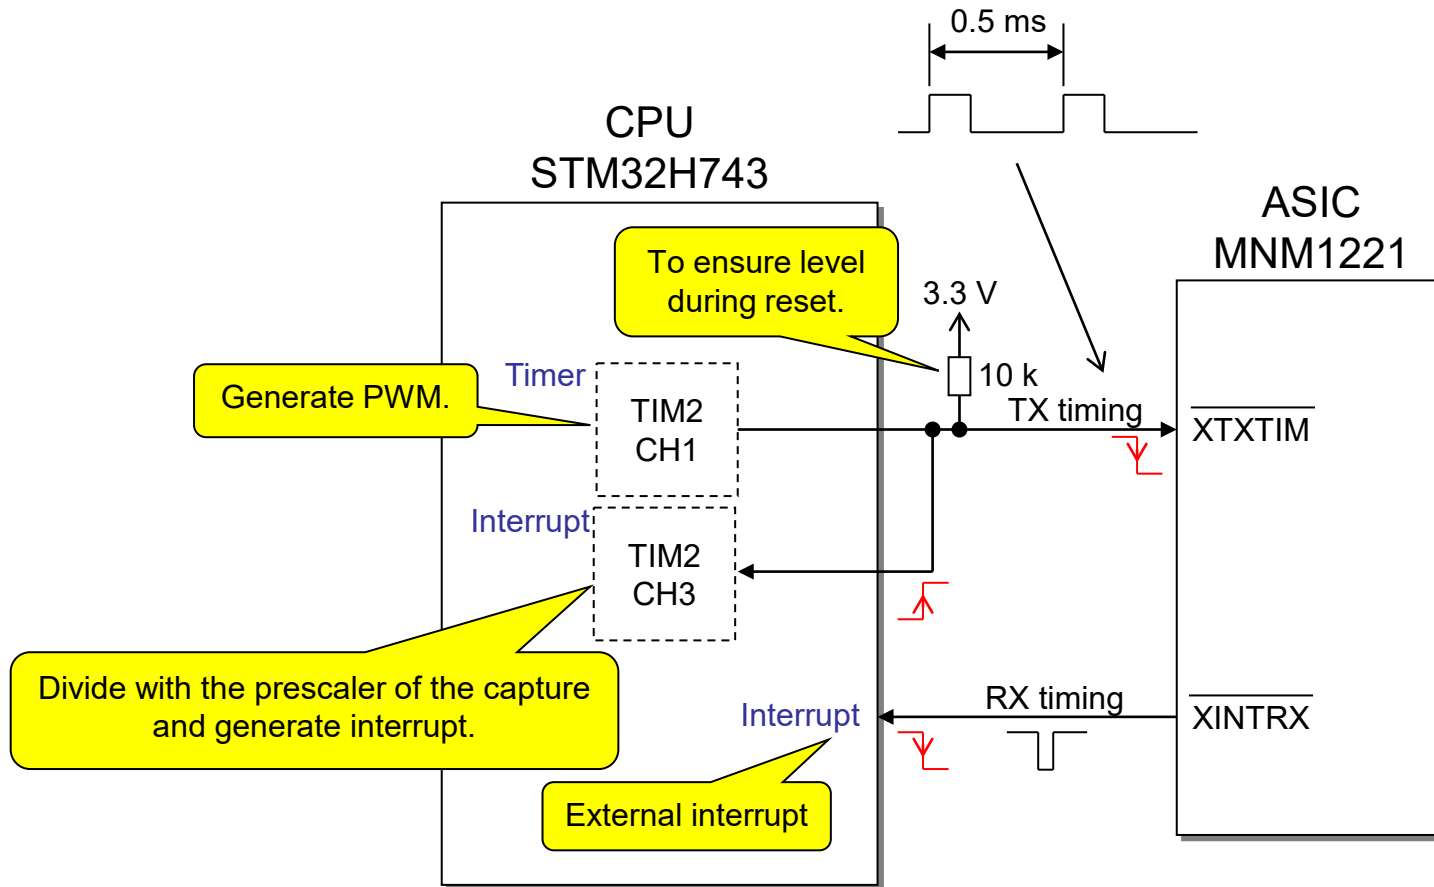 0.5 ms
CPU
STM32H743
ASIC
MNM1221
To ensure level
during reset.
3.3 V
10 k
Timer
Generate PWM.
TIM2
CH1
TX timing
XTXTIM
Interrupt
TIM2
CH3
Divide with the prescaler of the capture
and generate interrupt.
Interrupt
RX timing
XINTRX
External interrupt